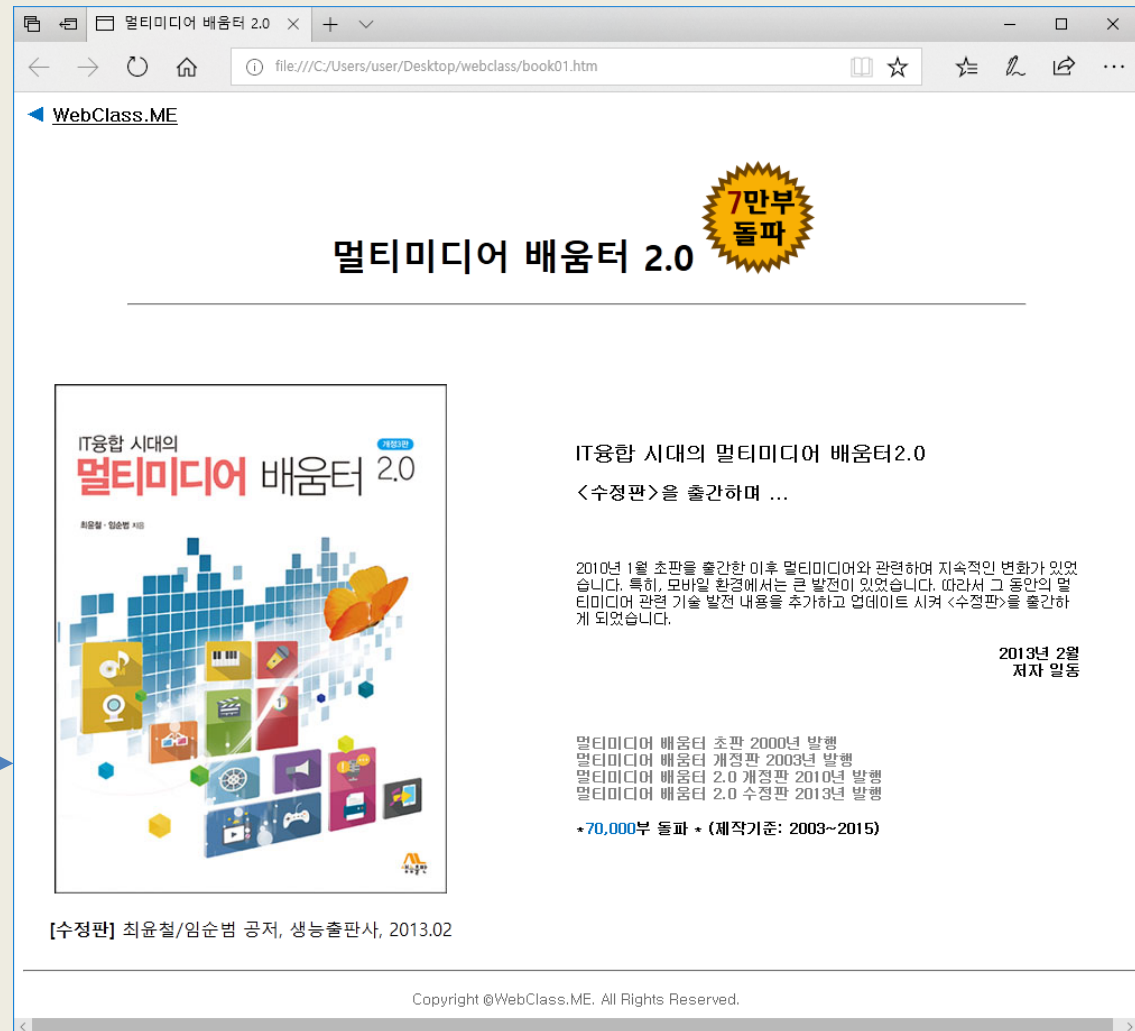 멀티미디어 배움터 2.0
file:///C:/Users/user/Desktop/webclass/book01.htm
WebClass.ME
7만부
돌파
멀티미디어 배움터 2.0
IT융합 시대의
개정3판
멀티미디어 배움터 2.0
최윤철 · 임순범 지음
생능출판
[수정판] 최윤철/임순범 공저, 생능출판사, 2013.02
IT융합 시대의 멀티미디어 배움터2.0
<수정판>을 출간하며 ...
2010년 1월 초판을 출간한 이후 멀티미디어와 관련하여 지속적인 변화가 있었
습니다. 특히, 모바일 환경에서는 큰 발전이 있었습니다. 따라서 그 동안의 멀
티미디어 관련 기술 발전 내용을 추가하고 업데이트 시켜 <수정판>을 출간하
게 되었습니다.
2013년 2월
저자 일동
멀티미디어 배움터 초판 2000년 발행
멀티미디어 배움터 개정판 2003년 발행
멀티미디어 배움터 2.0 개정판 2010년 발행
멀티미디어 배움터 2.0 수정판 2013년 발행
*70,000부 돌파 * (제작기준: 2003~2015)
Copyright ©WebClass.ME. All Rights Reserved.